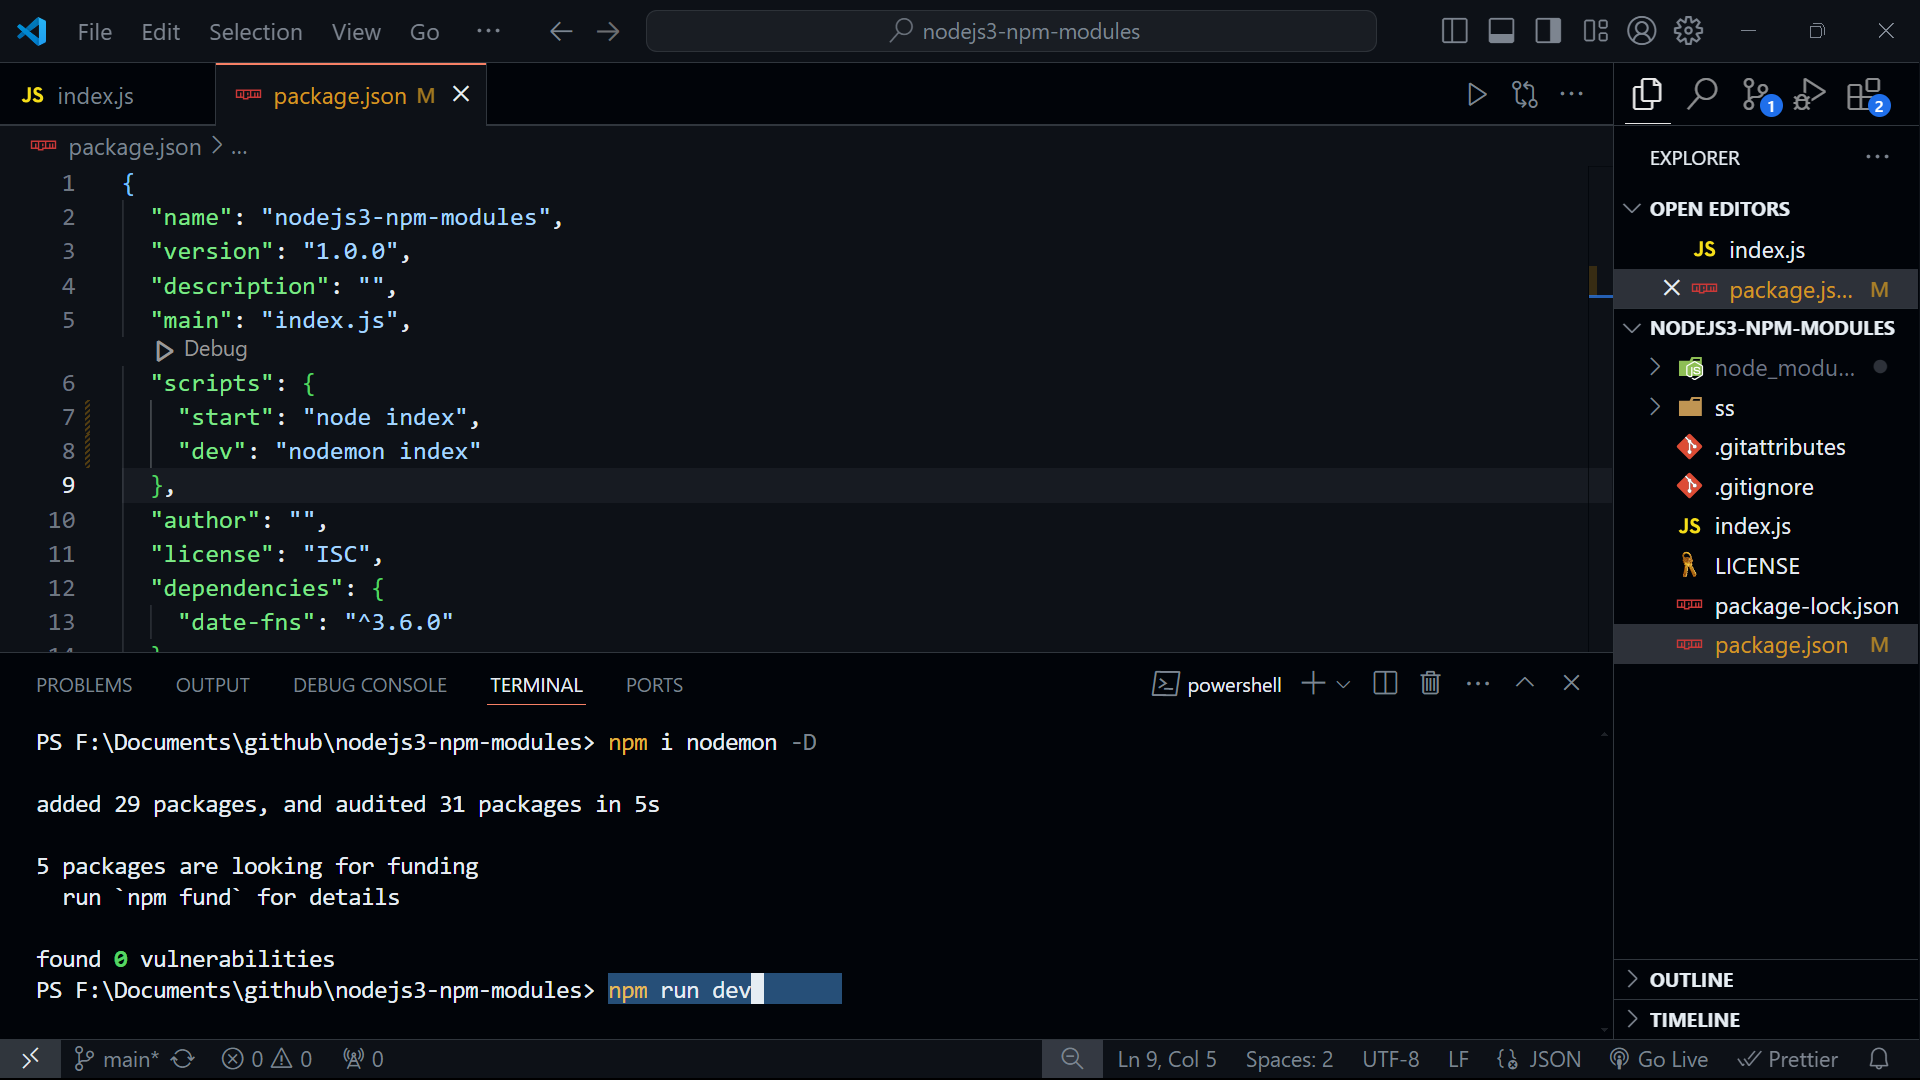 File Edit Selection View Go ··· nodejs3-npm-modules
JS index.js package.json M
package.json > ...
1 {
2 "name": "nodejs3-npm-modules",
3 "version": "1.0.0",
4 "description": "",
5 "main": "index.js",
Debug
6 "scripts": {
7 "start": "node index",
8 "dev": "nodemon index"
9 },
10 "author": "",
11 "license": "ISC",
12 "dependencies": {
13 "date-fns": "^3.6.0"
PROBLEMS OUTPUT DEBUG CONSOLE TERMINAL PORTS powershell
PS F:\Documents\github\nodejs3-npm-modules> npm i nodemon -D
added 29 packages, and audited 31 packages in 5s
5 packages are looking for funding
run `npm fund` for details
found 0 vulnerabilities
PS F:\Documents\github\nodejs3-npm-modules> npm run dev
1 2
EXPLORER
OPEN EDITORS
JS index.js
npm package.js... M
NODEJS3-NPM-MODULES
node_modu...
ss
.gitattributes
.gitignore
JS index.js
LICENSE
package-lock.json
package.json M
OUTLINE
TIMELINE
main* 0 0 0 Ln 9, Col 5 Spaces: 2 UTF-8 LF JSON Go Live Prettier